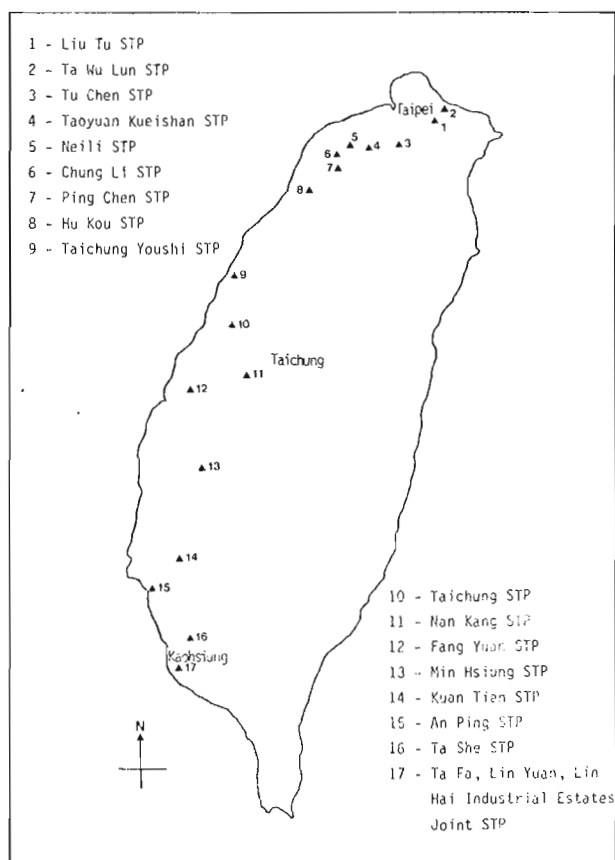 1 - Liu Tu STP
2 - Ta Wu Lun STP
3 - Tu Chen STP
4 - Taoyuan Kueishan STP
5 - Neili STP
6 - Chung Li STP
7 - Ping Chen STP
8 - Hu Kou STP
9 - Taichung Youshi STP
Taipei
2
1
5
4
3
6
7
8
9
10
Taichung
11
12
13
14
15
16
Kaohsiung
17
N
10 - Taichung STP
11 - Nan Kang STP
12 - Fang Yuan STP
13 - Min Hsiung STP
14 - Kuan Tien STP
15 - An Ping STP
16 - Ta She STP
17 - Ta Fa, Lin Yuan, Lin
Hai Industrial Estates
Joint STP